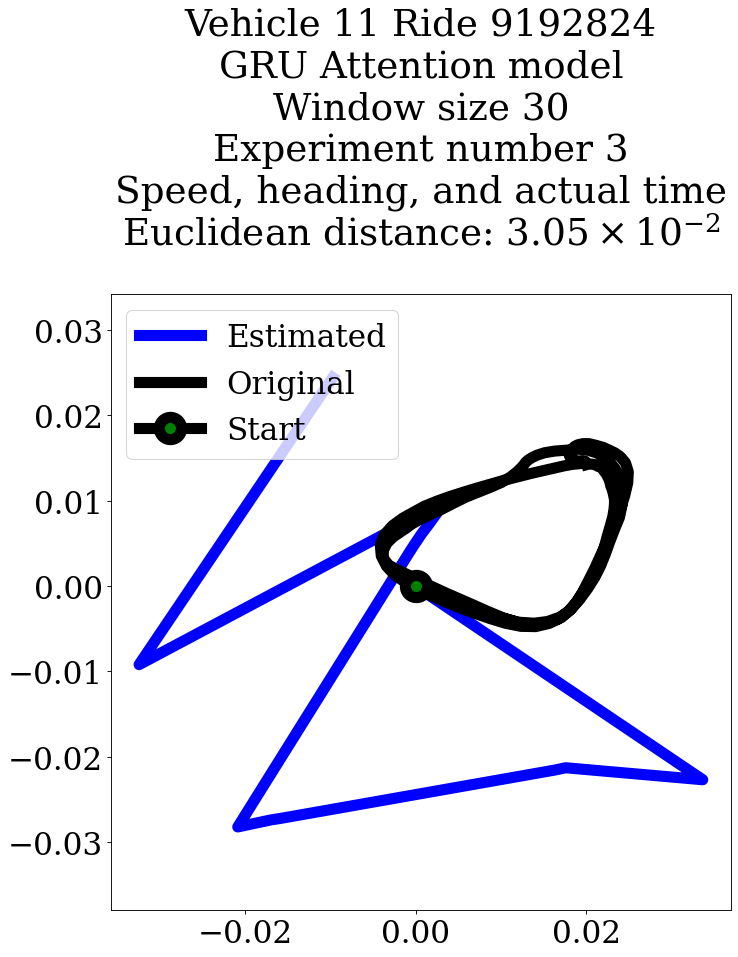 Vehicle 11 Ride 9192824
GRU Attention model
Window size 30
Experiment number 3
Speed, heading, and actual time
Euclidean distance: 3.05 × 10⁻²
Estimated
Original
Start
0.03
0.02
0.01
0.00
−0.01
−0.02
−0.03
−0.02
0.00
0.02